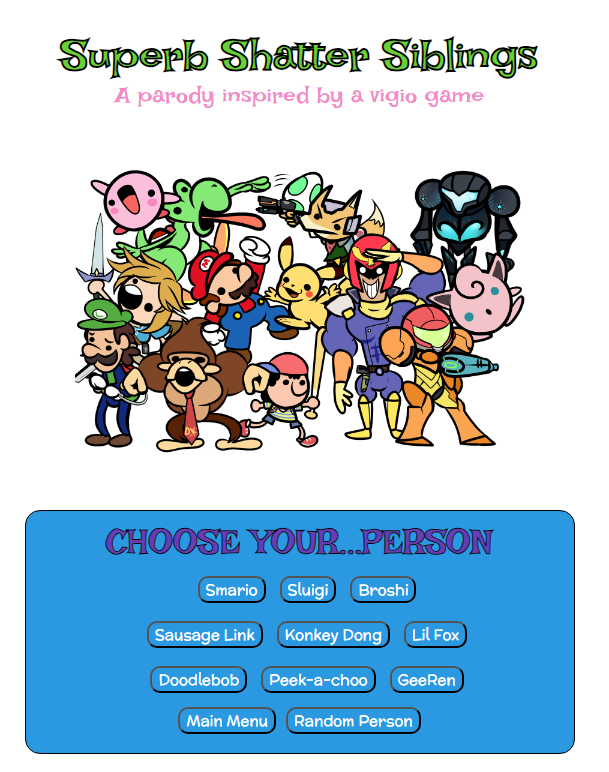 Superb Shatter Siblings
A parody inspired by a vigio game
M
DK
CHOOSE YOUR...PERSON
Smario Sluigi Broshi
Sausage Link Konkey Dong Lil Fox
Doodlebob Peek-a-choo GeeRen
Main Menu Random Person